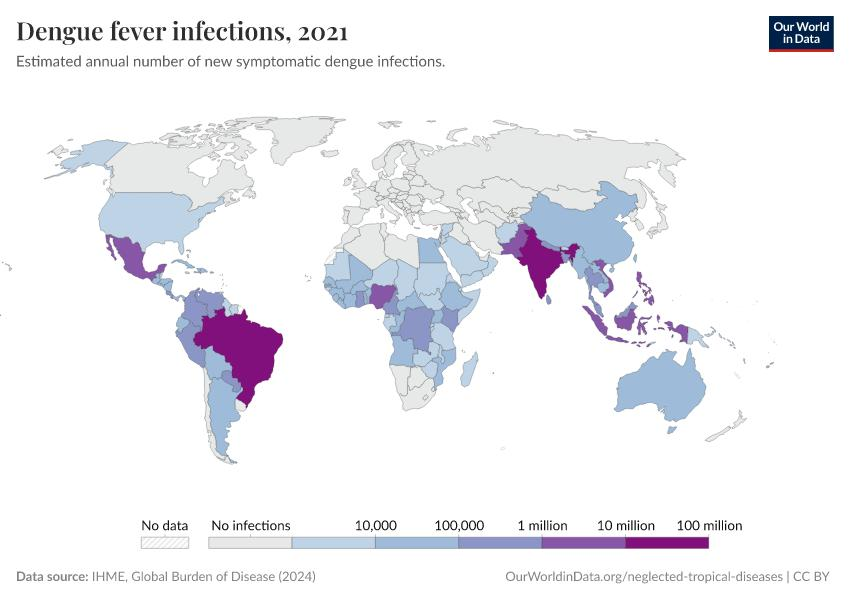 Dengue fever infections, 2021
Our World
in Data
Estimated annual number of new symptomatic dengue infections.
No data
No infections
10,000
100,000
1 million
10 million
100 million
Data source: IHME, Global Burden of Disease (2024)
OurWorldinData.org/neglected-tropical-diseases | CC BY